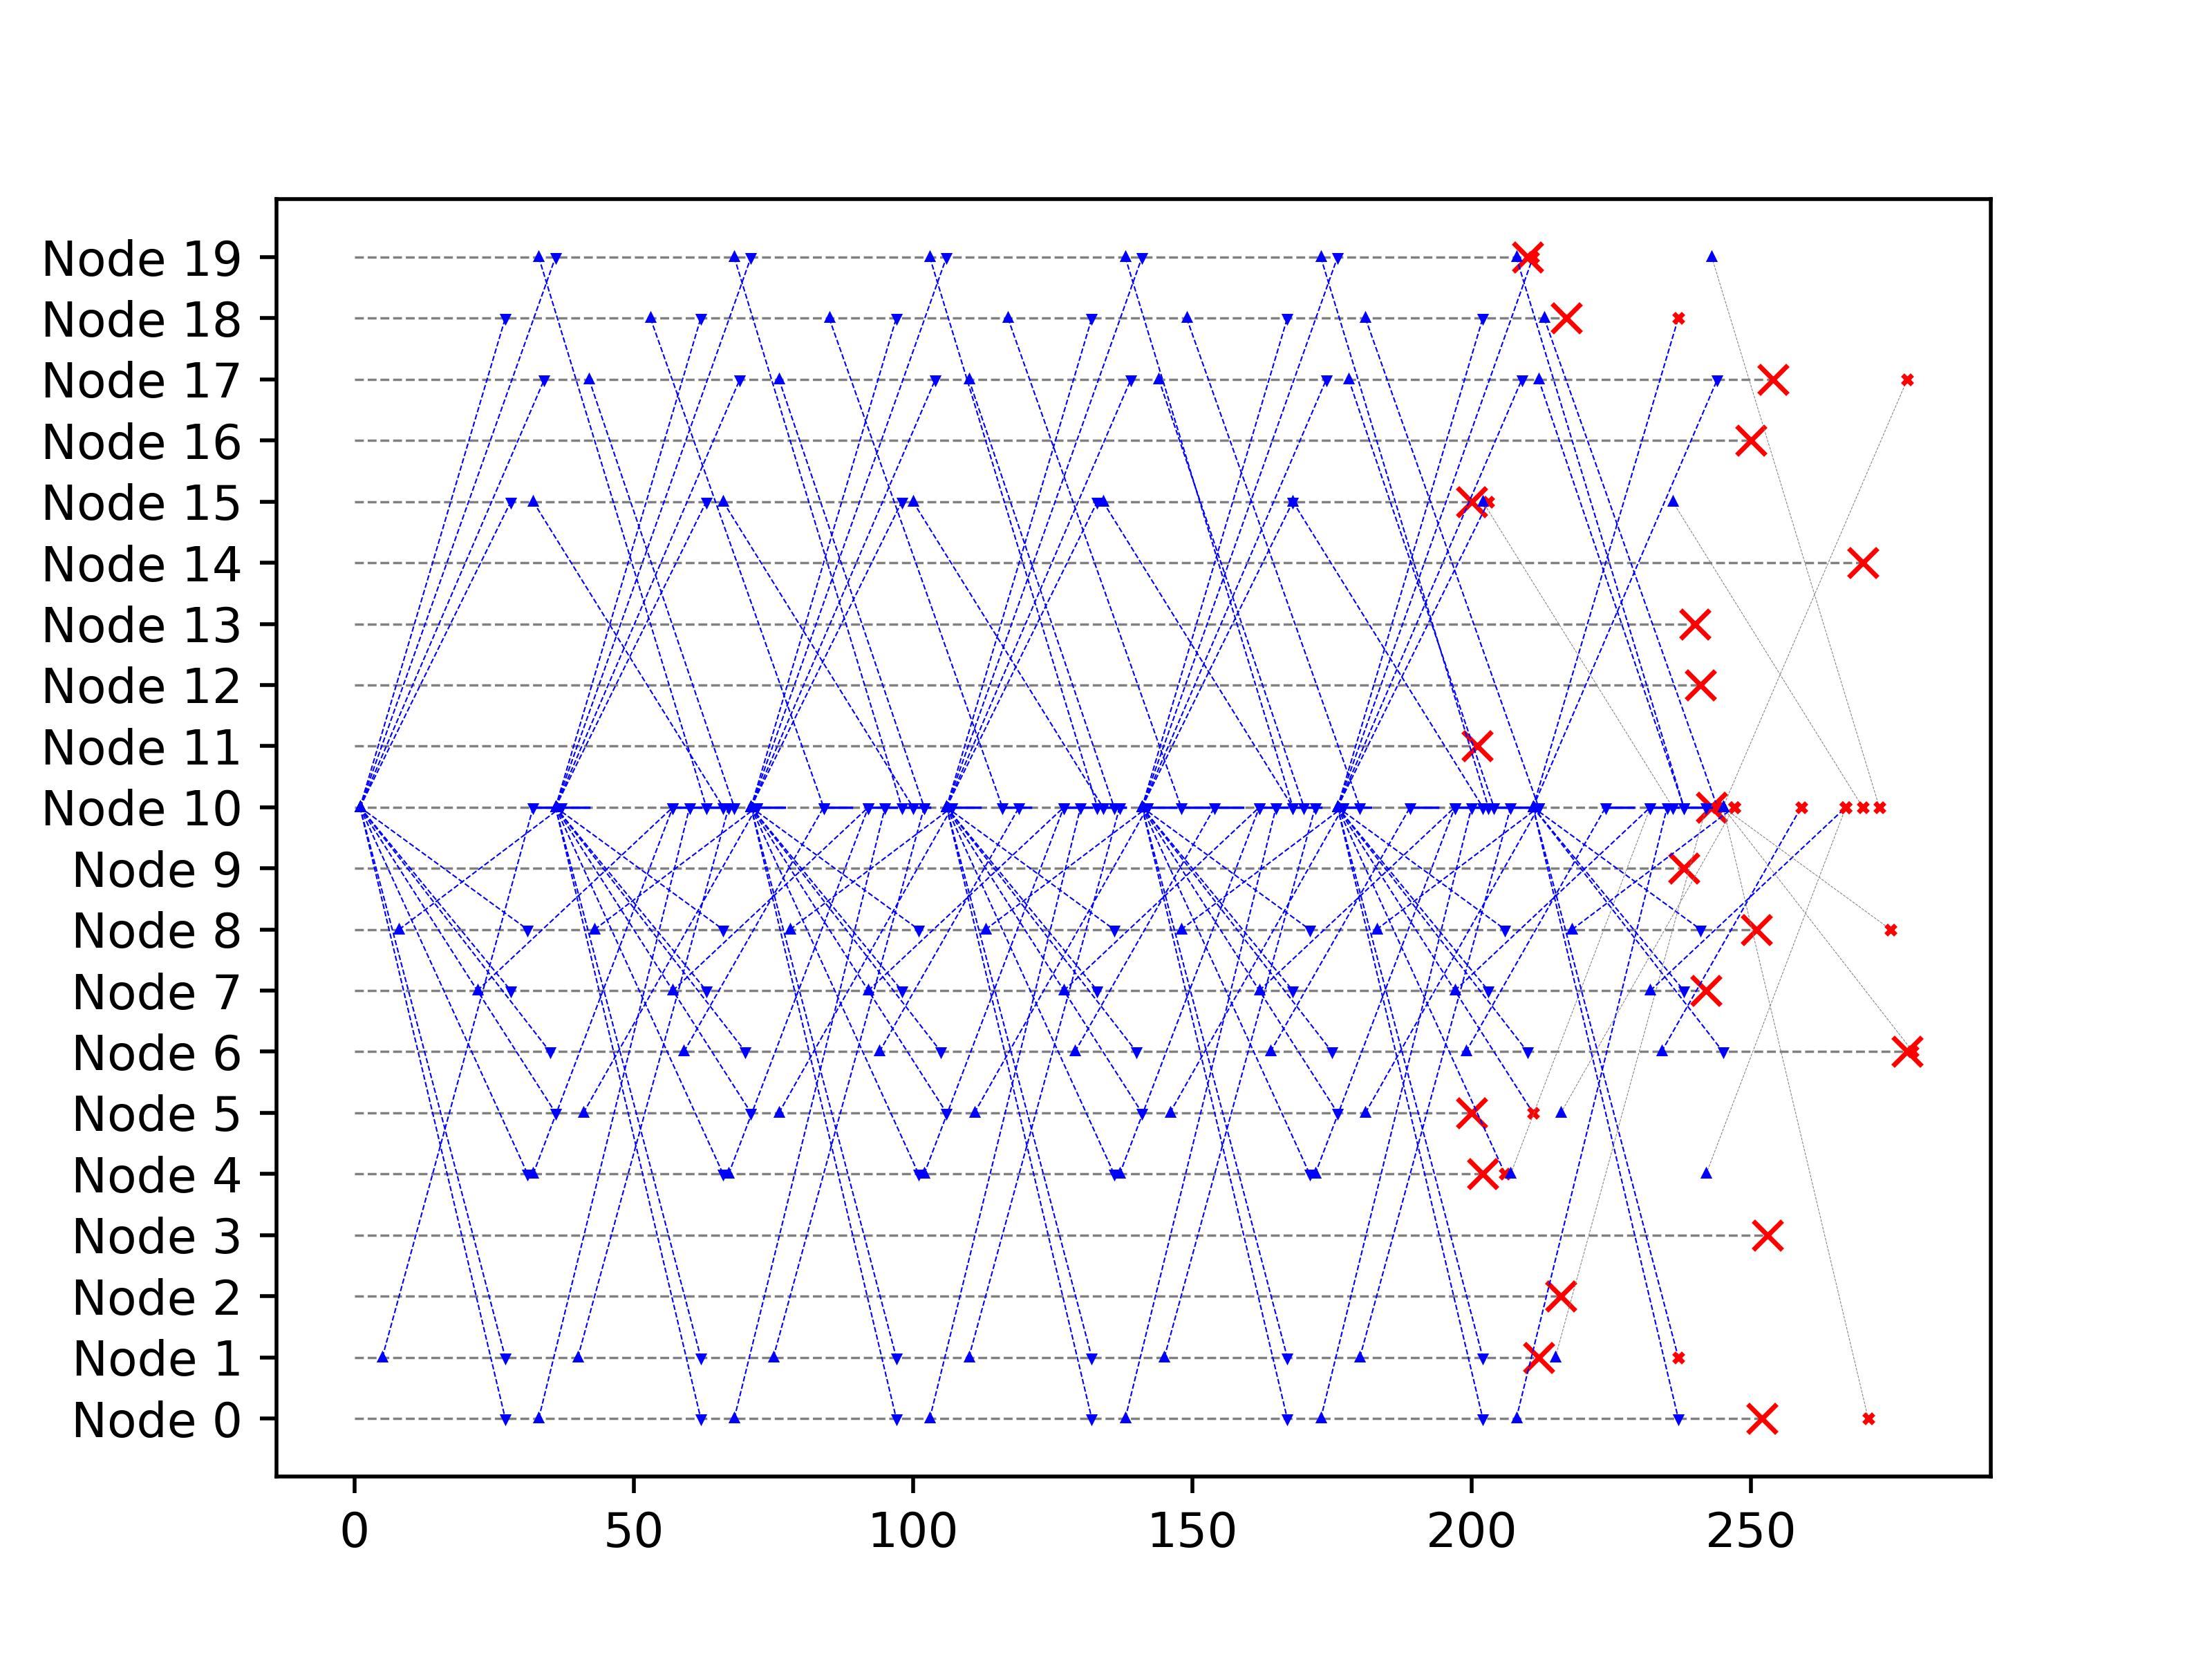 Node 19
Node 18
Node 17
Node 16
Node 15
Node 14
Node 13
Node 12
Node 11
Node 10
Node 9
Node 8
Node 7
Node 6
Node 5
Node 4
Node 3
Node 2
Node 1
Node 0
0 50 100 150 200 250